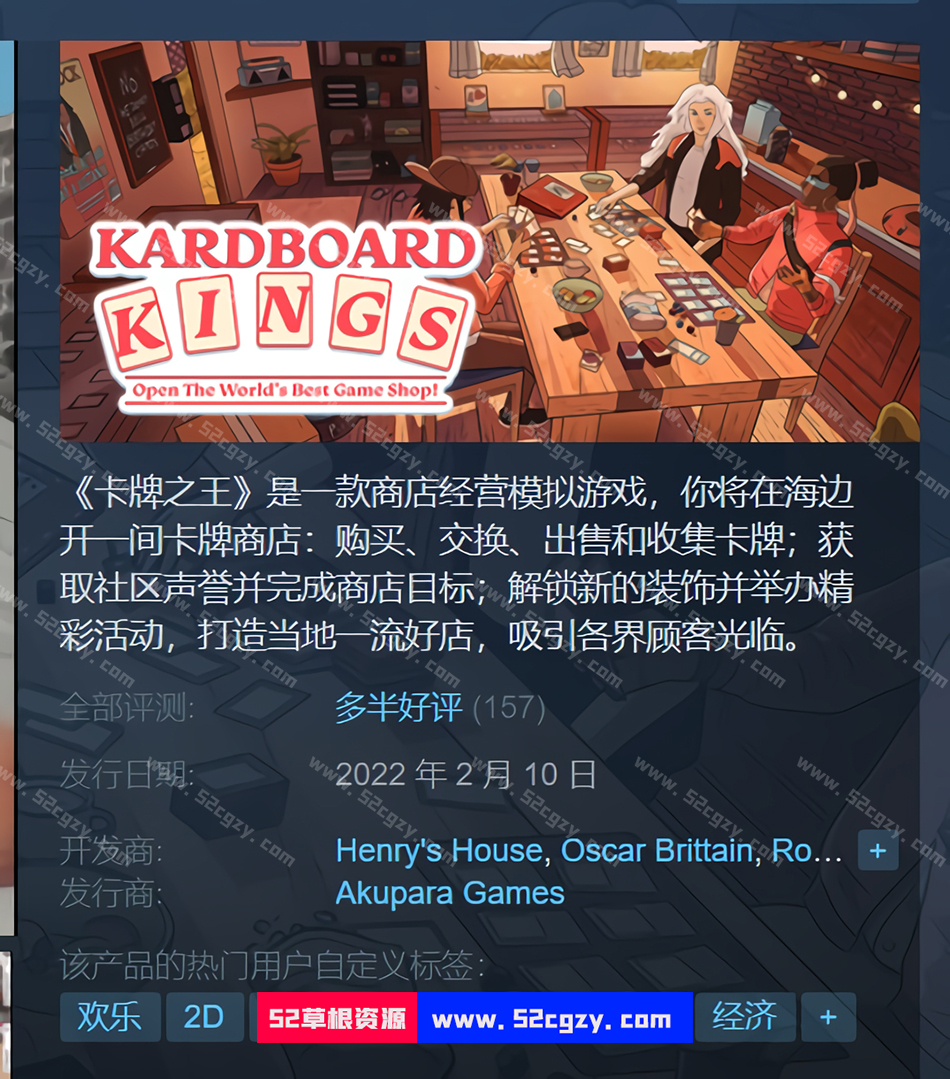 KARDBOARD
KINGS
Open The World's Best Game Shop!
《卡牌之王》是一款商店经营模拟游戏，你将在海边
开一间卡牌商店：购买、交换、出售和收集卡牌；获
取社区声誉并完成商店目标；解锁新的装饰并举办精
彩活动，打造当地一流好店，吸引各界顾客光临。
全部评测: 多半好评 (157)
发行日期: 2022 年 2 月 10 日
开发商: Henry's House, Oscar Brittain, Ro... +
发行商: Akupara Games
该产品的热门用户自定义标签:
欢乐 2D 52草根资源 www.52cgzy.com 经济 +
www.52cgzy.com